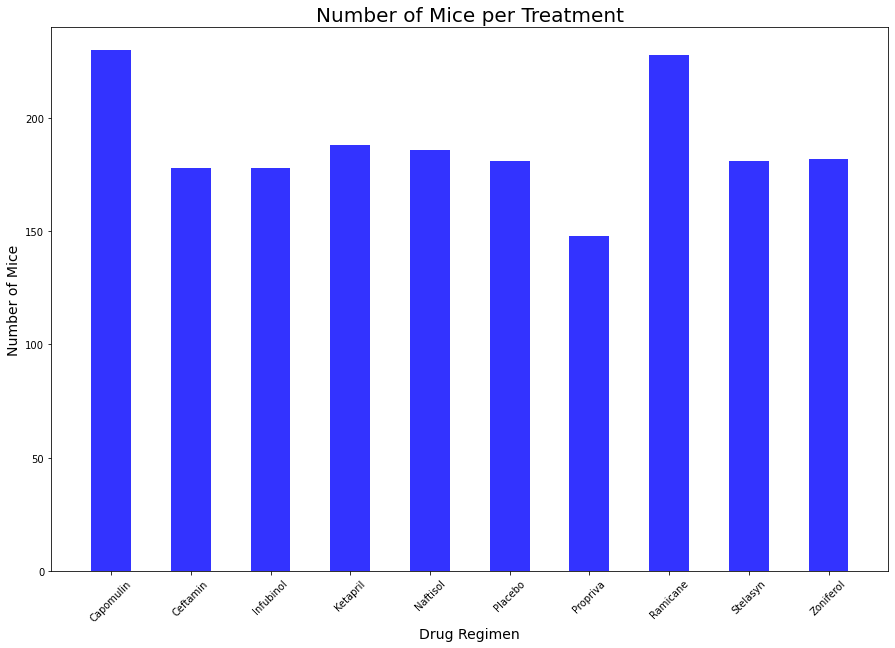 Number of Mice per Treatment
Number of Mice
200
150
100
50
0
Capomulin
Ceftamin
Infubinol
Ketapril
Naftisol
Placebo
Propriva
Ramicane
Stelasyn
Zoniferol
Drug Regimen